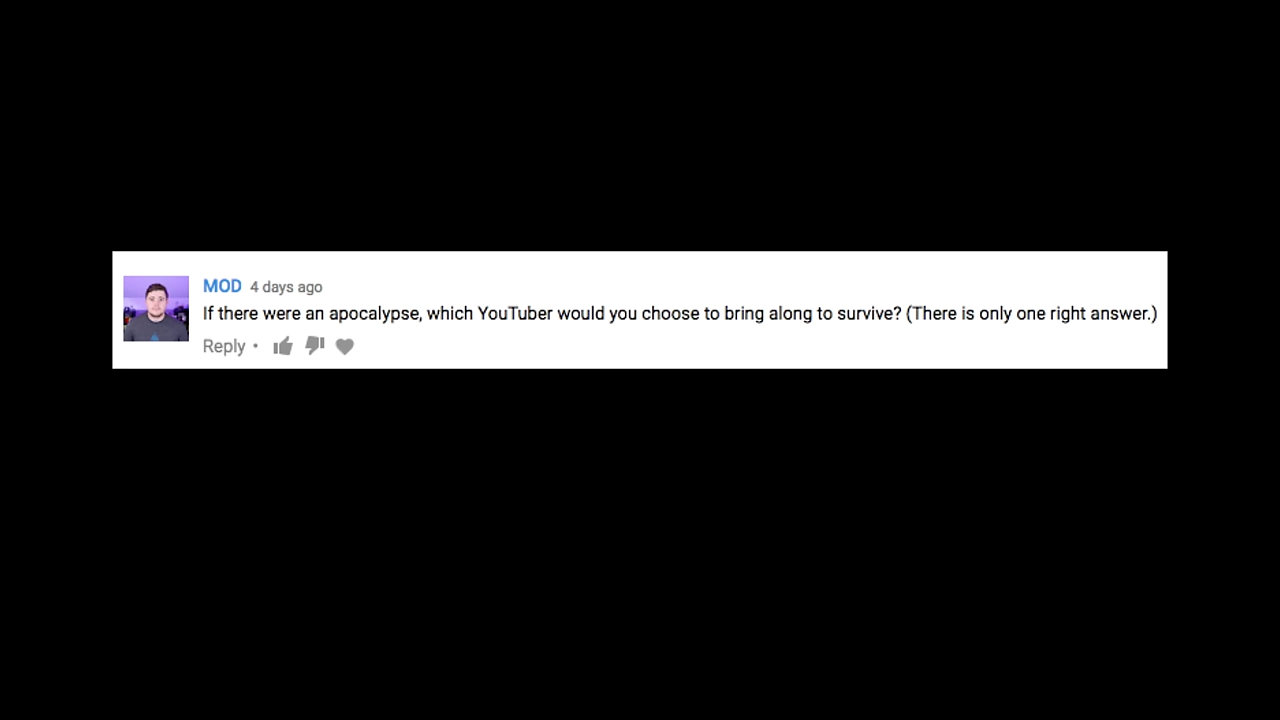 MOD 4 days ago
If there were an apocalypse, which YouTuber would you choose to bring along to survive? (There is only one right answer.)
Reply •